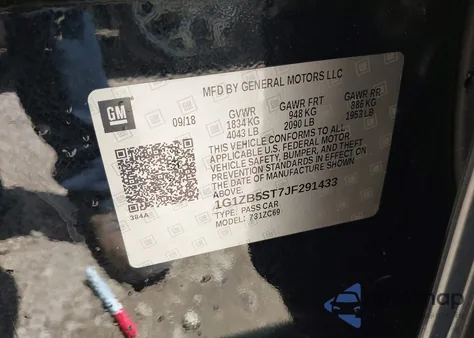 MFD BY GENERAL MOTORS LLC
GM
09/18 GVWR GAWR FRT GAWR RR
1834 KG 948 KG 886 KG
4043 LB 2090 LB 1953 LB
THIS VEHICLE CONFORMS TO ALL
APPLICABLE U.S. FEDERAL MOTOR
VEHICLE SAFETY, BUMPER, AND THEFT
PREVENTION STANDARDS IN EFFECT ON
THE DATE OF MANUFACTURE SHOWN
ABOVE.
1G1ZB5ST7JF291433
TYPE: PASS CAR
MODEL: 731ZC69
384A